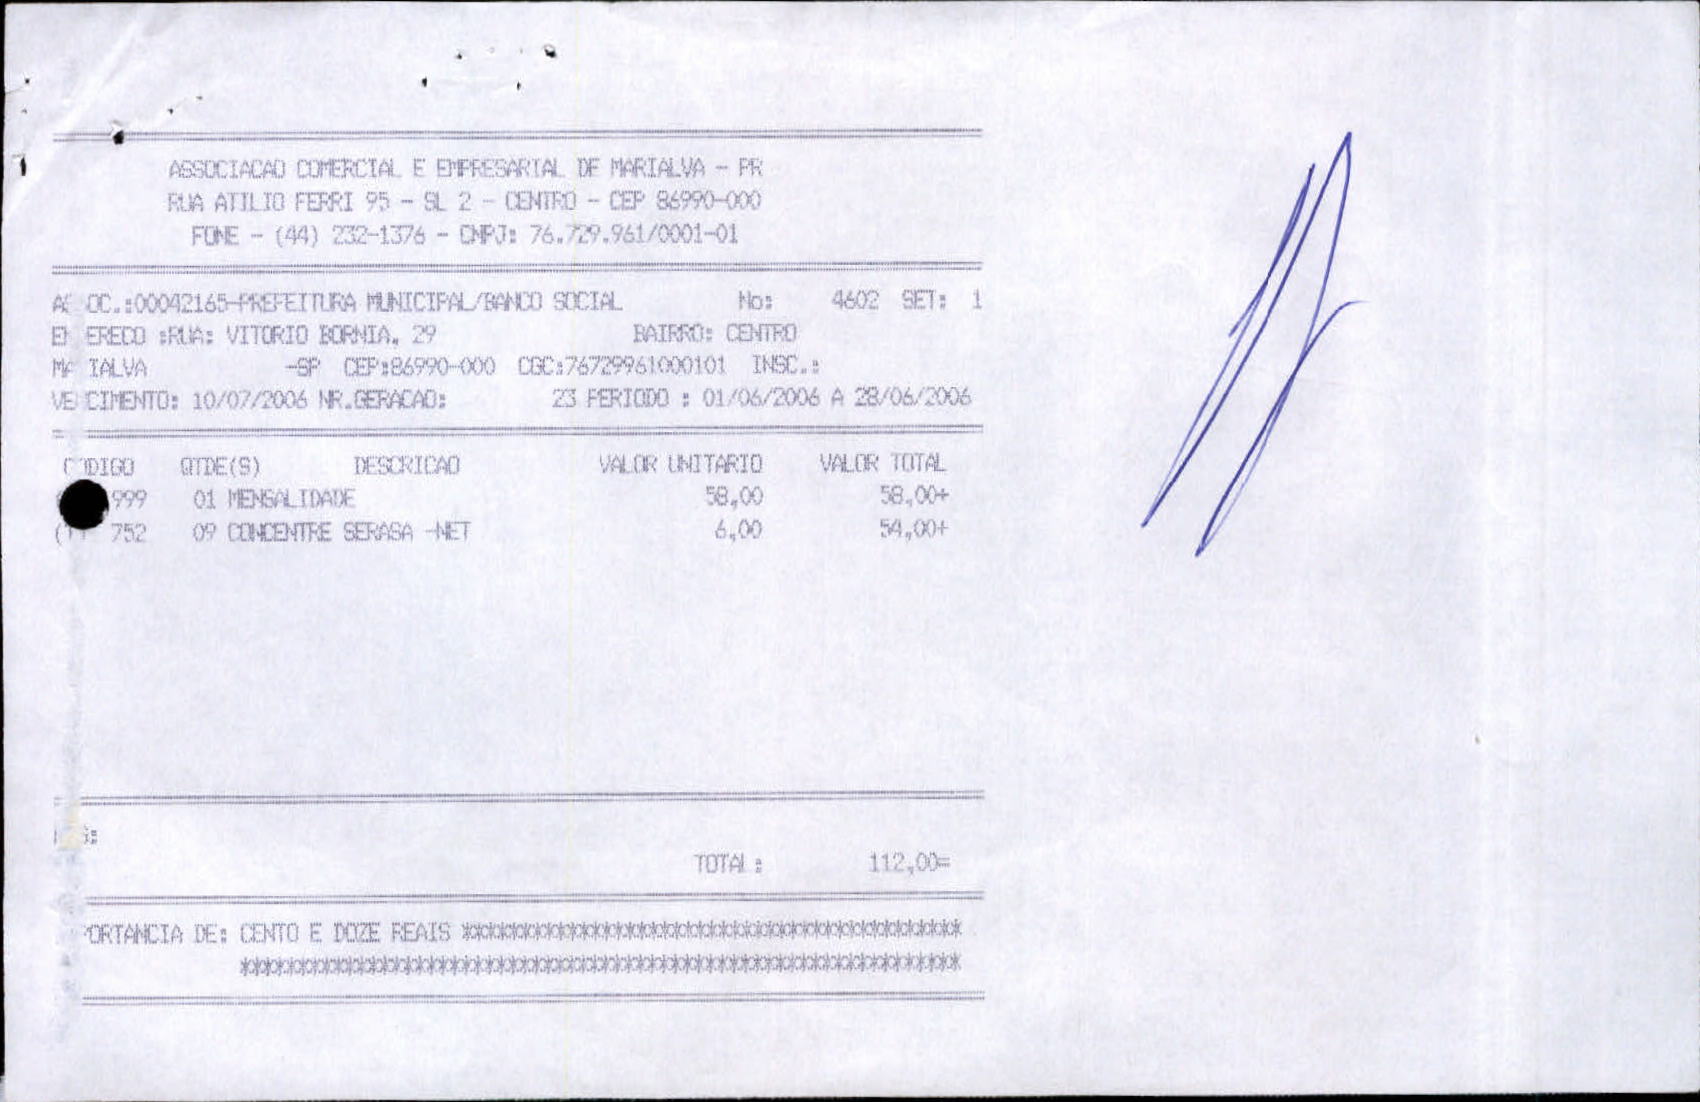 ASSOCIACAO COMERCIAL E EMPRESARIAL DE MARIALVA - PR
RUA ATILIO FERRI 95 - SL 2 - CENTRO - CEP 86990-000
FONE - (44) 232-1376 - CNPJ: 76.729.961/0001-01
OC.:00042165-PREFEITURA MUNICIPAL/BANCO SOCIAL No: 4602 SET: 1
ERECO :RUA: VITORIO BORNIA, 29 BAIRRO: CENTRO
IALVA -SP CEP:86990-000 CGC:76729961000101 INSC.:
VE CIMENTO: 10/07/2006 NR.GERACAO: 23 PERIODO : 01/06/2006 A 28/06/2006
ODIGO QTDE(S) DESCRICAO VALOR UNITARIO VALOR TOTAL
999 01 MENSALIDADE 58,00 58,00+
752 09 CONCENTRE SERASA -NET 6,00 54,00+
TOTAL: 112,00=
ORTANCIA DE: CENTO E DOZE REAIS *******************************************
**************************************************************